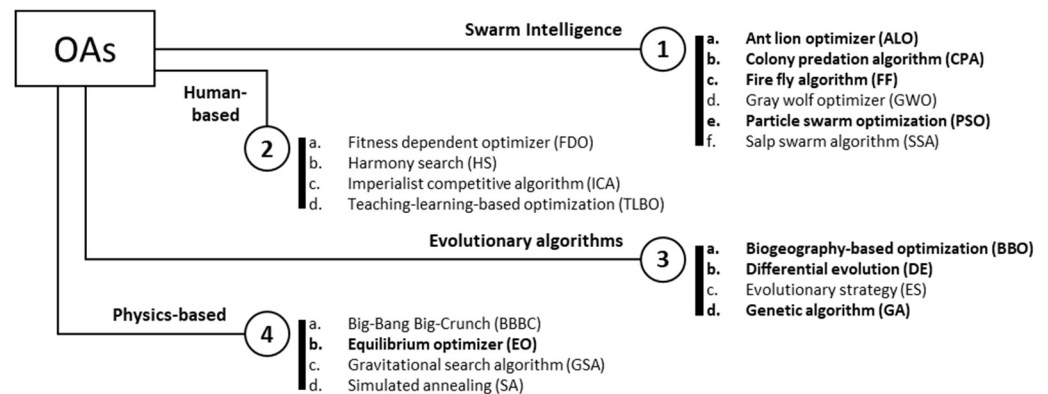 OAs
Swarm Intelligence
1
a. Ant lion optimizer (ALO)
b. Colony predation algorithm (CPA)
c. Fire fly algorithm (FF)
d. Gray wolf optimizer (GWO)
e. Particle swarm optimization (PSO)
f. Salp swarm algorithm (SSA)
Human-
based
2
a. Fitness dependent optimizer (FDO)
b. Harmony search (HS)
c. Imperialist competitive algorithm (ICA)
d. Teaching-learning-based optimization (TLBO)
Evolutionary algorithms
3
a. Biogeography-based optimization (BBO)
b. Differential evolution (DE)
c. Evolutionary strategy (ES)
d. Genetic algorithm (GA)
Physics-based
4
a. Big-Bang Big-Crunch (BBBC)
b. Equilibrium optimizer (EO)
c. Gravitational search algorithm (GSA)
d. Simulated annealing (SA)